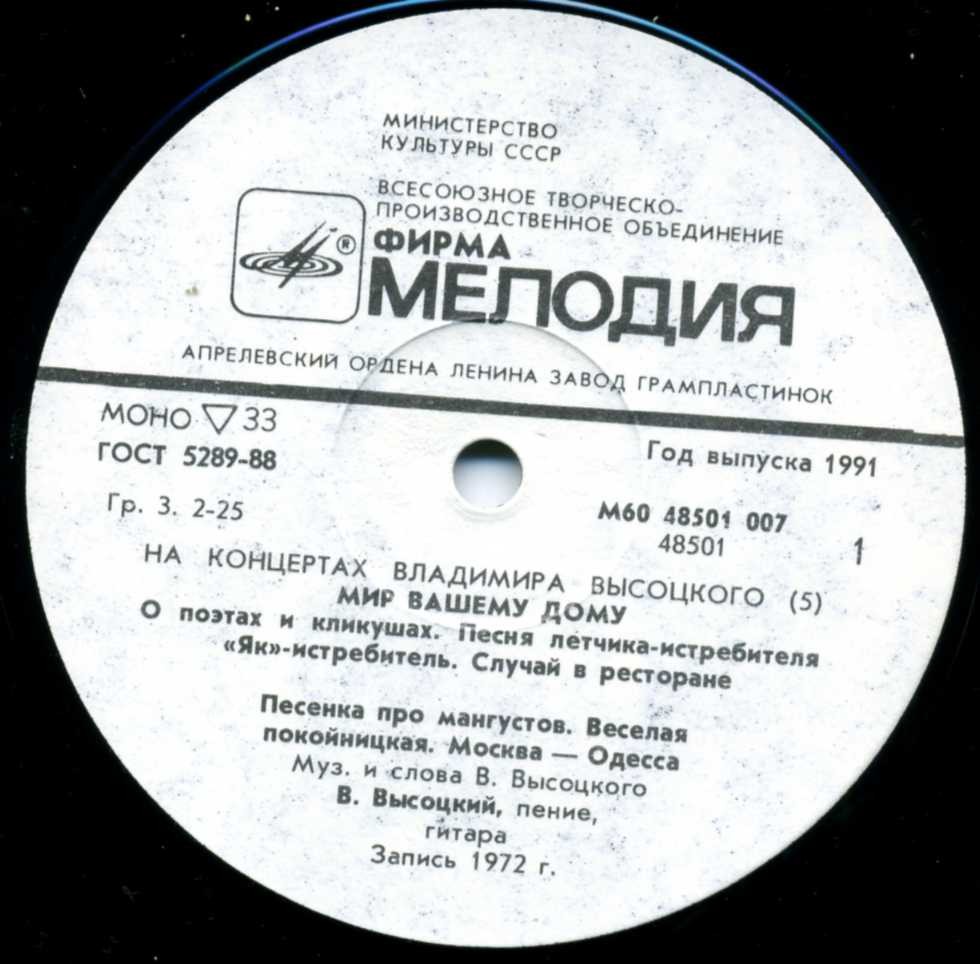 МИНИСТЕРСТВО
КУЛЬТУРЫ СССР
ВСЕСОЮЗНОЕ ТВОРЧЕСКО-
ПРОИЗВОДСТВЕННОЕ ОБЪЕДИНЕНИЕ
®
ФИРМА
МЕЛОДИЯ
АПРЕЛЕВСКИЙ ОРДЕНА ЛЕНИНА ЗАВОД ГРАМПЛАСТИНОК
МОНО ▽ 33
ГОСТ 5289-88
Год выпуска 1991
Гр. 3. 2-25
М60 48501 007
48501
1
НА КОНЦЕРТАХ ВЛАДИМИРА ВЫСОЦКОГО (5)
МИР ВАШЕМУ ДОМУ
О поэтах и кликушах. Песня летчика-истребителя
«Як»-истребитель. Случай в ресторане
Песенка про мангустов. Веселая
покойницкая. Москва — Одесса
Муз. и слова В. Высоцкого
В. Высоцкий, пение,
гитара
Запись 1972 г.